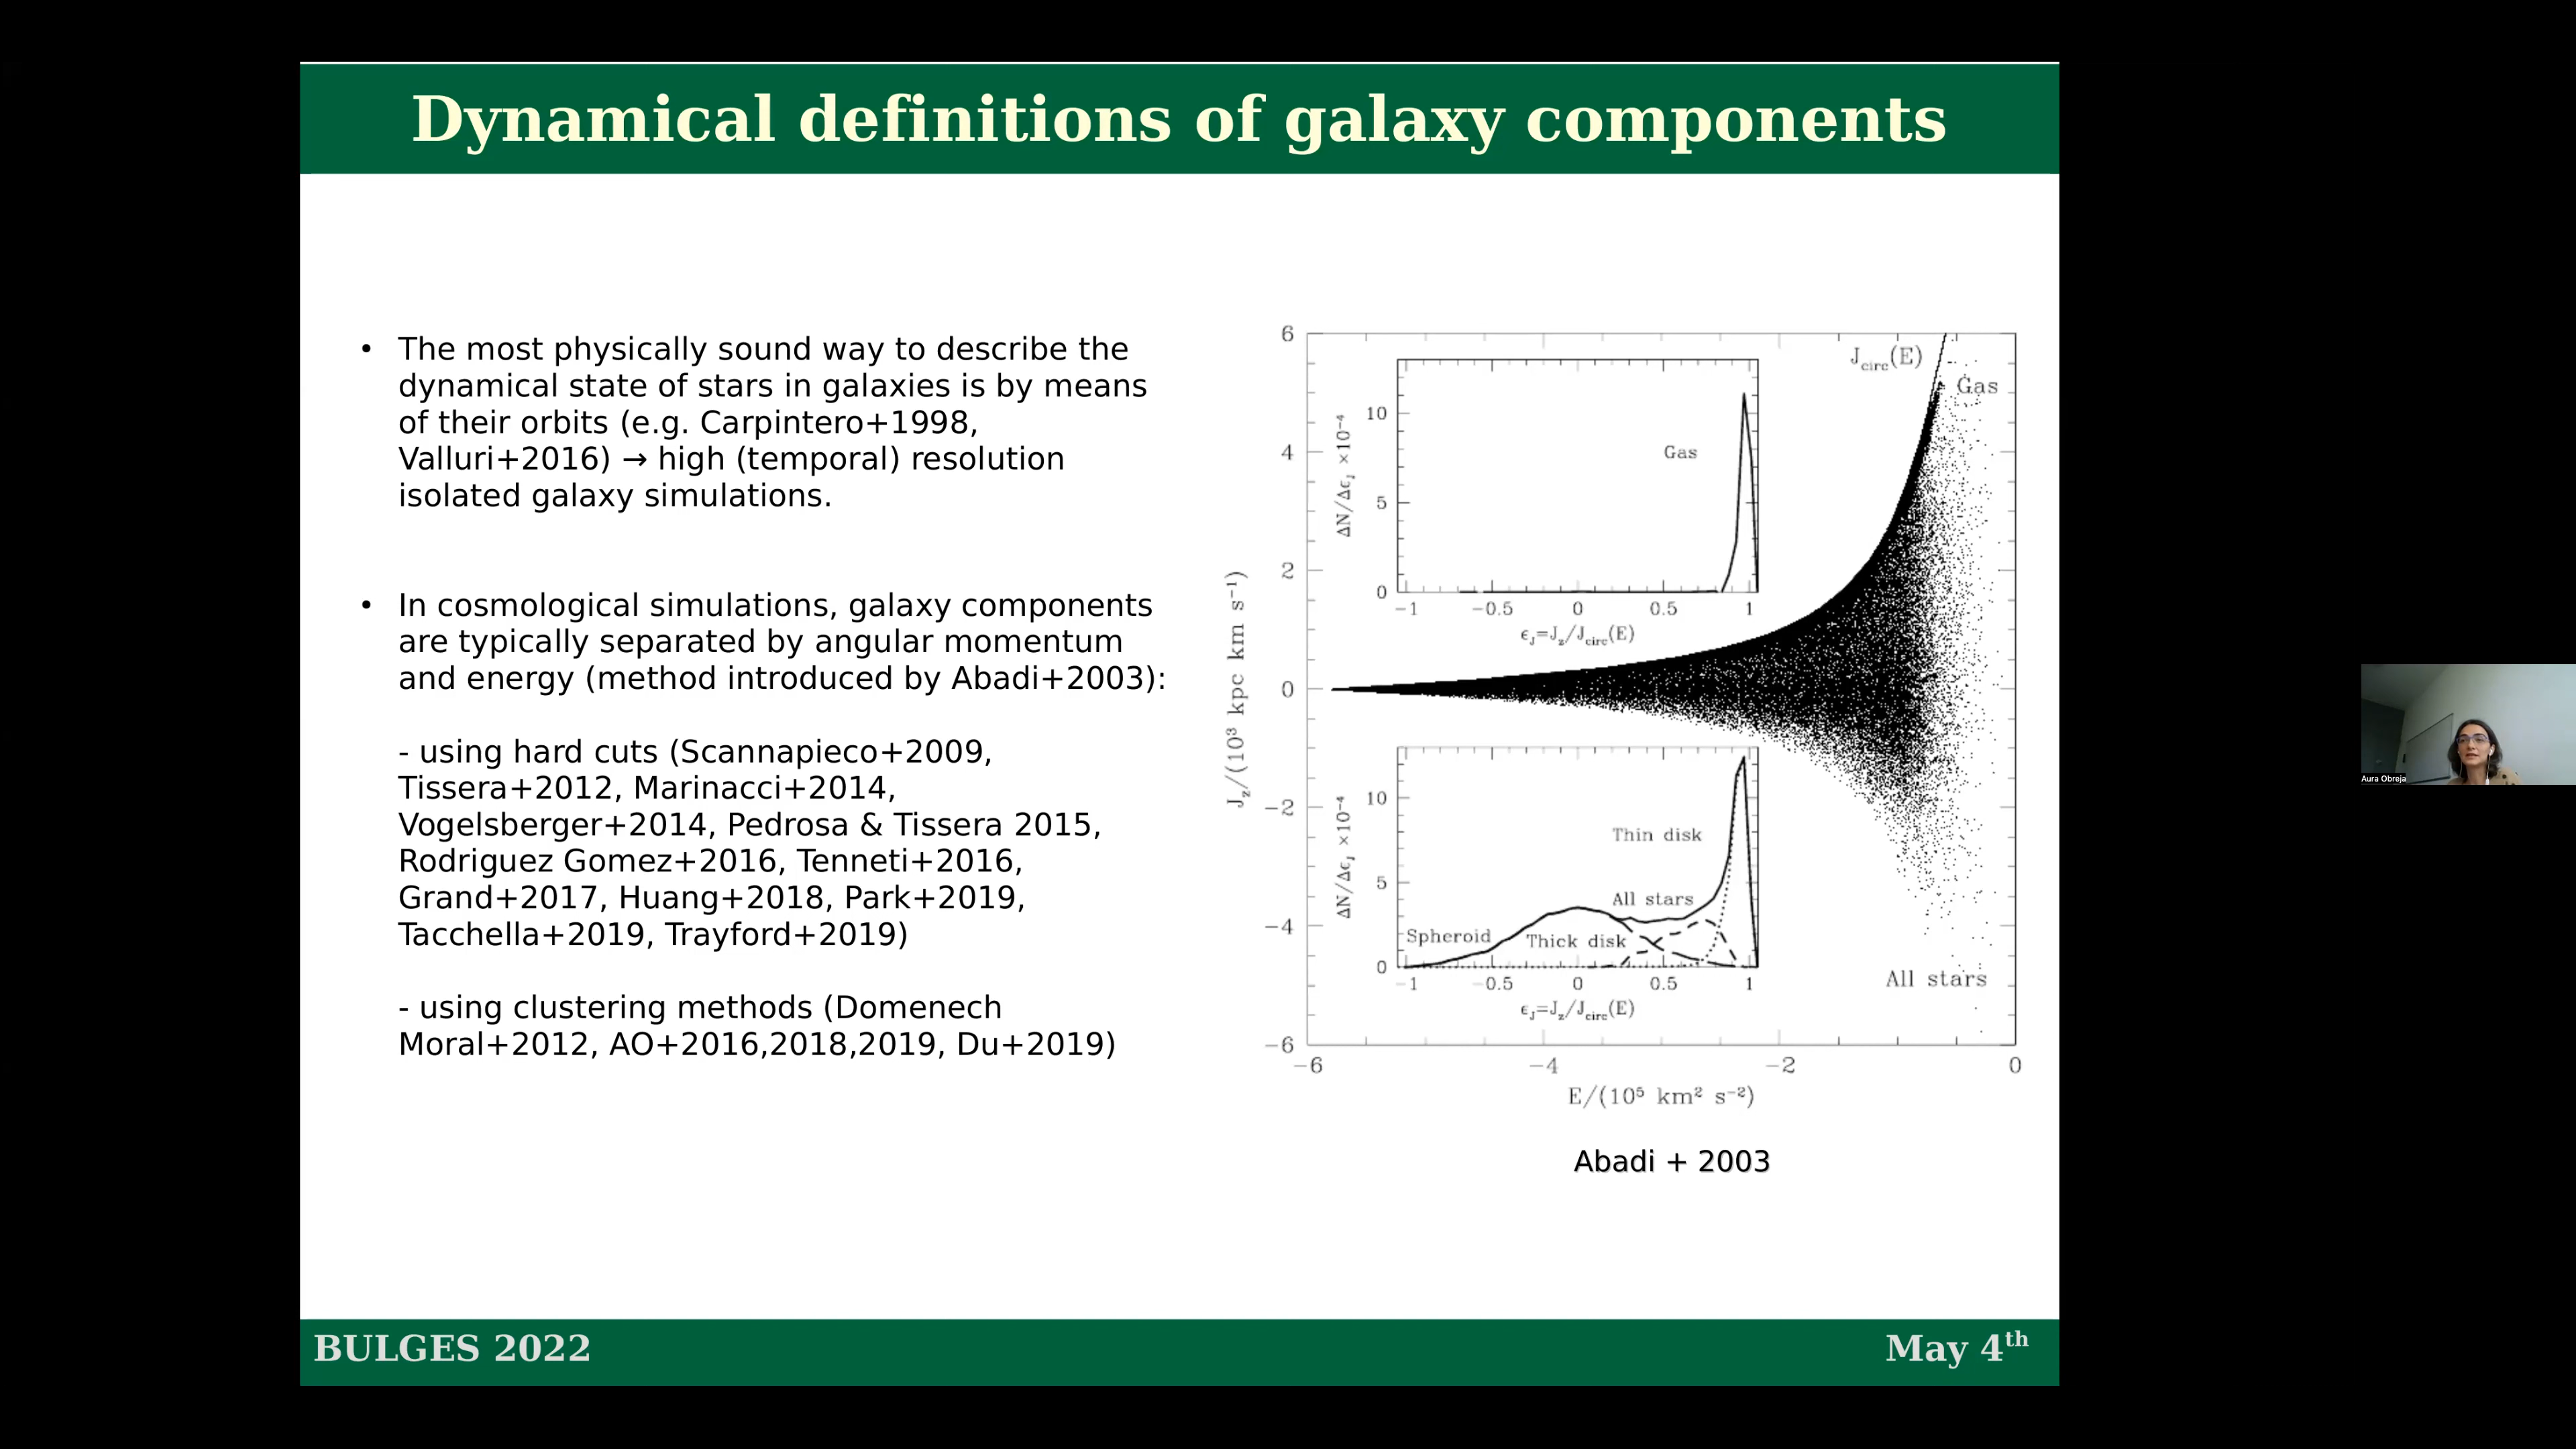 Dynamical definitions of galaxy components
• The most physically sound way to describe the
dynamical state of stars in galaxies is by means
of their orbits (e.g. Carpintero+1998,
Valluri+2016) → high (temporal) resolution
isolated galaxy simulations.
• In cosmological simulations, galaxy components
are typically separated by angular momentum
and energy (method introduced by Abadi+2003):
- using hard cuts (Scannapieco+2009,
Tissera+2012, Marinacci+2014,
Vogelsberger+2014, Pedrosa & Tissera 2015,
Rodriguez Gomez+2016, Tenneti+2016,
Grand+2017, Huang+2018, Park+2019,
Tacchella+2019, Trayford+2019)
- using clustering methods (Domenech
Moral+2012, AO+2016,2018,2019, Du+2019)
J_z/(10³ kpc km s⁻¹)
6
4
2
0
−2
−4
−6
J_circ(E)
Gas
ΔN/Δϵ_J ×10⁻⁴
10
5
0
Gas
−1 −0.5 0 0.5 1
ϵ_J=J_z/J_circ(E)
ΔN/Δϵ_J ×10⁻⁴
10
5
0
Thin disk
All stars
Spheroid Thick disk
−1 −0.5 0 0.5 1
ϵ_J=J_z/J_circ(E)
All stars
−6 −4 −2 0
E/(10⁵ km² s⁻²)
Abadi + 2003
Aura Obreja
BULGES 2022 May 4th